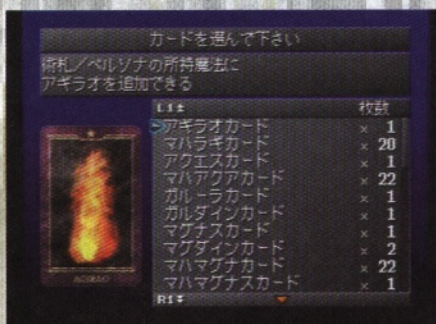 カードを選んで下さい
術札/ペルソナの所持魔法に
アギラオを追加できる
L1± 枚数
アギラオカード × 1
マハラギカード × 20
アクエスカード × 1
マハアクアカード × 22
ガルーラカード × 1
ガルダインカード × 1
マグナスカード × 1
マグダインカード × 2
マハマグナカード × 22
マハマグナスカード × 1
R1
AGIRAO